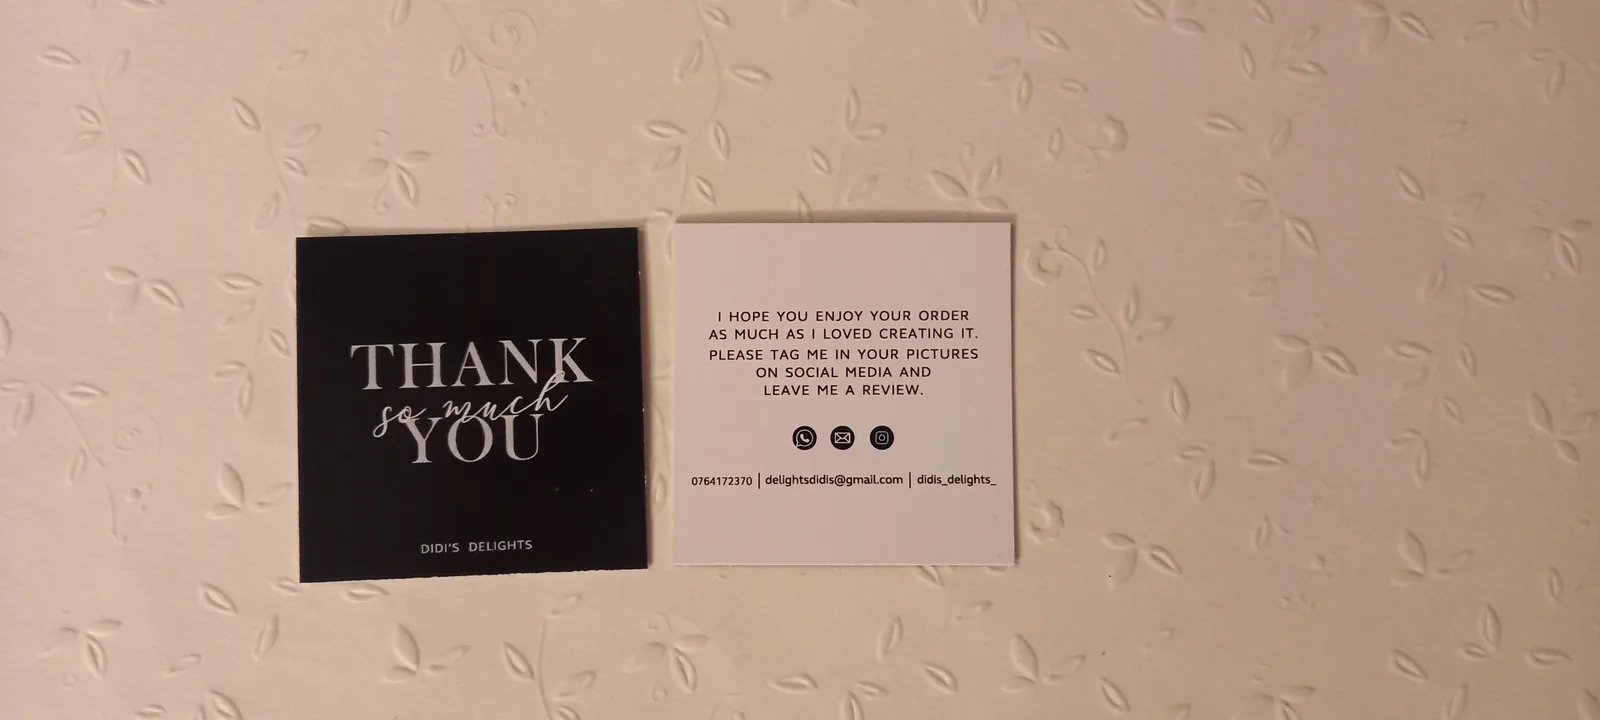 THANK
so much
YOU
DIDI'S DELIGHTS
I HOPE YOU ENJOY YOUR ORDER
AS MUCH AS I LOVED CREATING IT.
PLEASE TAG ME IN YOUR PICTURES
ON SOCIAL MEDIA AND
LEAVE ME A REVIEW.
0764172370 | delightsdidis@gmail.com | didis_delights_